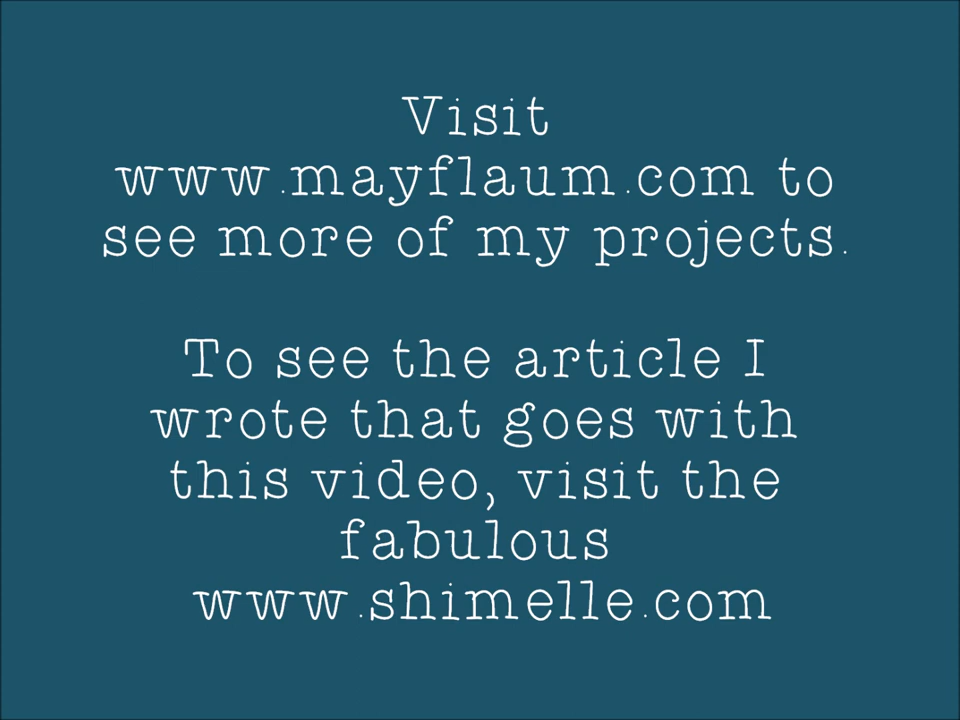 Visit
www.mayflaum.com to
see more of my projects.
To see the article I
wrote that goes with
this video, visit the
fabulous
www.shimelle.com